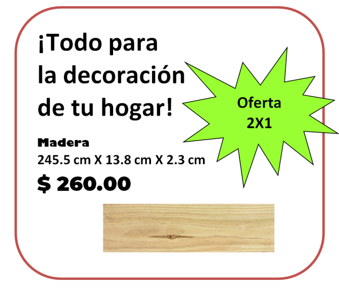 ¡Todo para
la decoración
de tu hogar!
Oferta
2X1
Madera
245.5 cm X 13.8 cm X 2.3 cm
$ 260.00